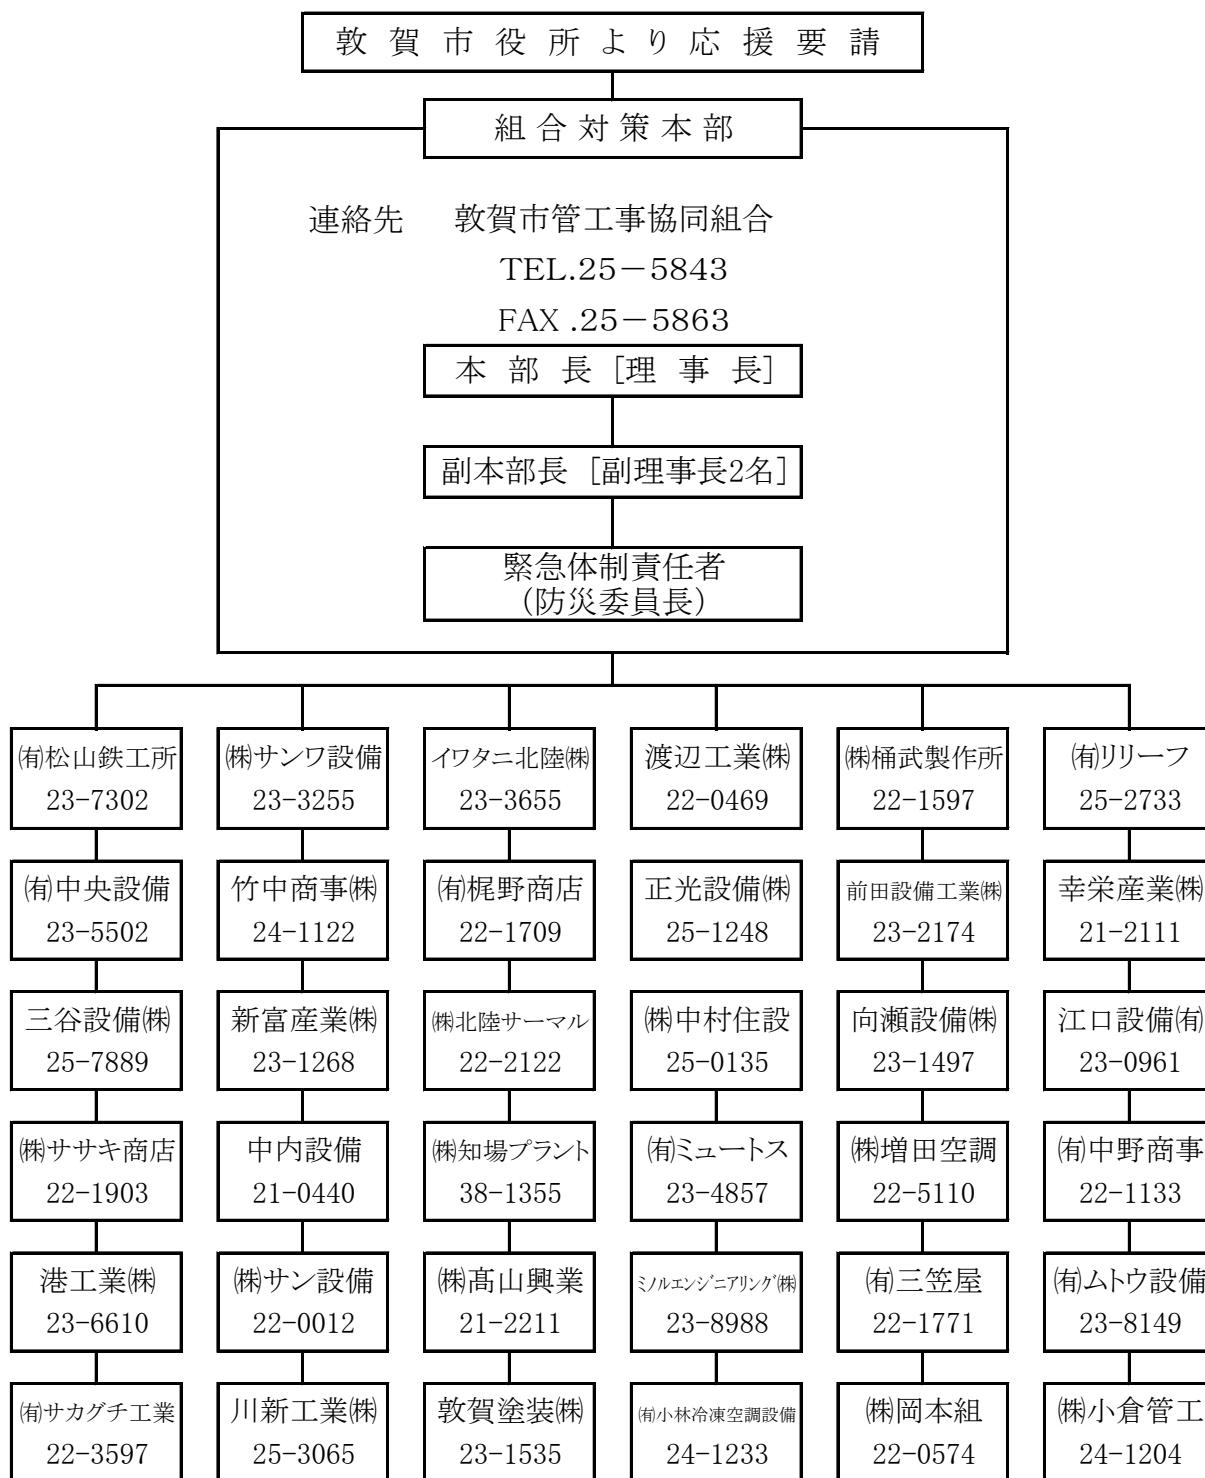 敦賀市役所より応援要請
組合対策本部
連絡先 敦賀市管工事協同組合
TEL.25－5843
FAX .25－5863
本部長［理事長］
副本部長［副理事長2名］
緊急体制責任者
（防災委員長）
㈲松山鉄工所
23-7302
㈱サンワ設備
23-3255
イワタニ北陸㈱
23-3655
渡辺工業㈱
22-0469
㈱桶武製作所
22-1597
㈲リリーフ
25-2733
㈲中央設備
23-5502
竹中商事㈱
24-1122
㈲梶野商店
22-1709
正光設備㈱
25-1248
前田設備工業㈱
23-2174
幸栄産業㈱
21-2111
三谷設備㈱
25-7889
新富産業㈱
23-1268
㈱北陸サーマル
22-2122
㈱中村住設
25-0135
向瀬設備㈱
23-1497
江口設備㈲
23-0961
㈱ササキ商店
22-1903
中内設備
21-0440
㈱知場プラント
38-1355
㈲ミュートス
23-4857
㈱増田空調
22-5110
㈲中野商事
22-1133
港工業㈱
23-6610
㈱サン設備
22-0012
㈱髙山興業
21-2211
ミノルエンジニアリング㈱
23-8988
㈲三笠屋
22-1771
㈲ムトウ設備
23-8149
㈲サカグチ工業
22-3597
川新工業㈱
25-3065
敦賀塗装㈱
23-1535
㈲小林冷凍空調設備
24-1233
㈱岡本組
22-0574
㈱小倉管工
24-1204